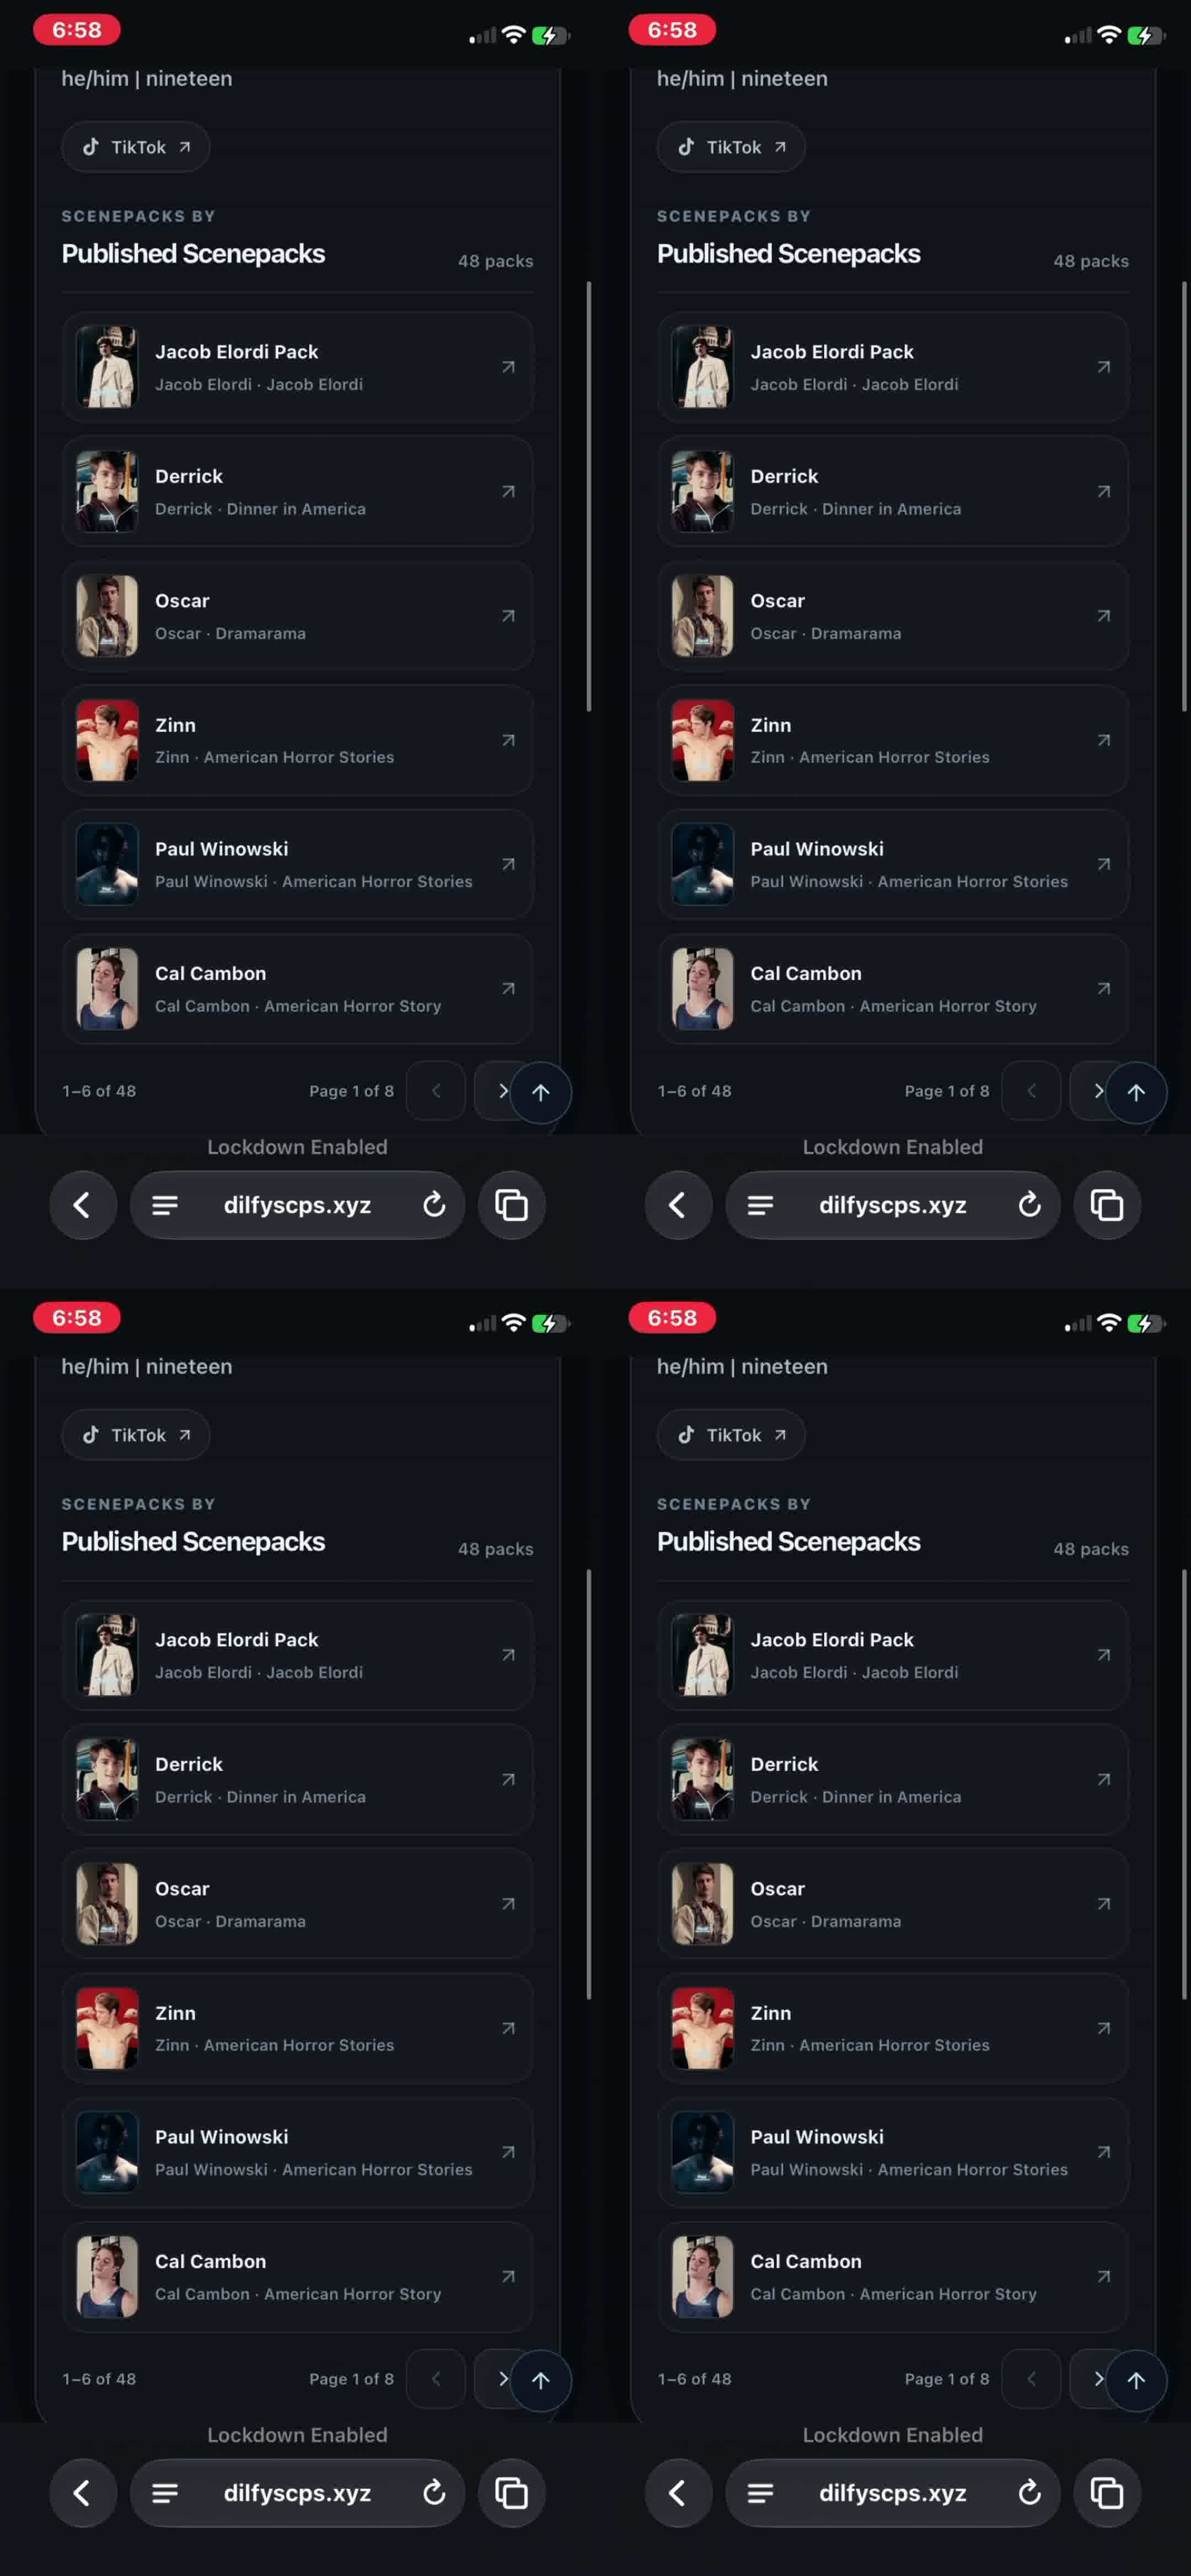 6:58
he/him | nineteen
TikTok
SCENEPACKS BY
Published Scenepacks
48 packs
Jacob Elordi Pack
Jacob Elordi · Jacob Elordi
Derrick
Derrick · Dinner in America
Oscar
Oscar · Dramarama
Zinn
Zinn · American Horror Stories
Paul Winowski
Paul Winowski · American Horror Stories
Cal Cambon
Cal Cambon · American Horror Story
1–6 of 48
Page 1 of 8
Lockdown Enabled
dilfyscps.xyz
6:58
he/him | nineteen
TikTok
SCENEPACKS BY
Published Scenepacks
48 packs
Jacob Elordi Pack
Jacob Elordi · Jacob Elordi
Derrick
Derrick · Dinner in America
Oscar
Oscar · Dramarama
Zinn
Zinn · American Horror Stories
Paul Winowski
Paul Winowski · American Horror Stories
Cal Cambon
Cal Cambon · American Horror Story
1–6 of 48
Page 1 of 8
Lockdown Enabled
dilfyscps.xyz
6:58
he/him | nineteen
TikTok
SCENEPACKS BY
Published Scenepacks
48 packs
Jacob Elordi Pack
Jacob Elordi · Jacob Elordi
Derrick
Derrick · Dinner in America
Oscar
Oscar · Dramarama
Zinn
Zinn · American Horror Stories
Paul Winowski
Paul Winowski · American Horror Stories
Cal Cambon
Cal Cambon · American Horror Story
1–6 of 48
Page 1 of 8
Lockdown Enabled
dilfyscps.xyz
6:58
he/him | nineteen
TikTok
SCENEPACKS BY
Published Scenepacks
48 packs
Jacob Elordi Pack
Jacob Elordi · Jacob Elordi
Derrick
Derrick · Dinner in America
Oscar
Oscar · Dramarama
Zinn
Zinn · American Horror Stories
Paul Winowski
Paul Winowski · American Horror Stories
Cal Cambon
Cal Cambon · American Horror Story
1–6 of 48
Page 1 of 8
Lockdown Enabled
dilfyscps.xyz